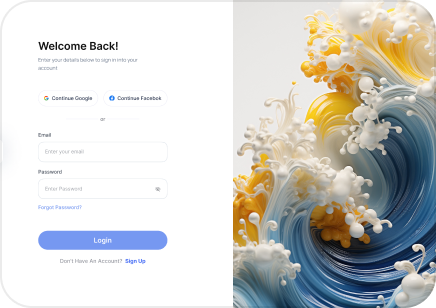 Welcome Back!
Enter your details below to sign in into your
account
Continue Google
Continue Facebok
or
Email
Enter your email
Password
Enter Password
Forgot Password?
Login
Don't Have An Account? Sign Up